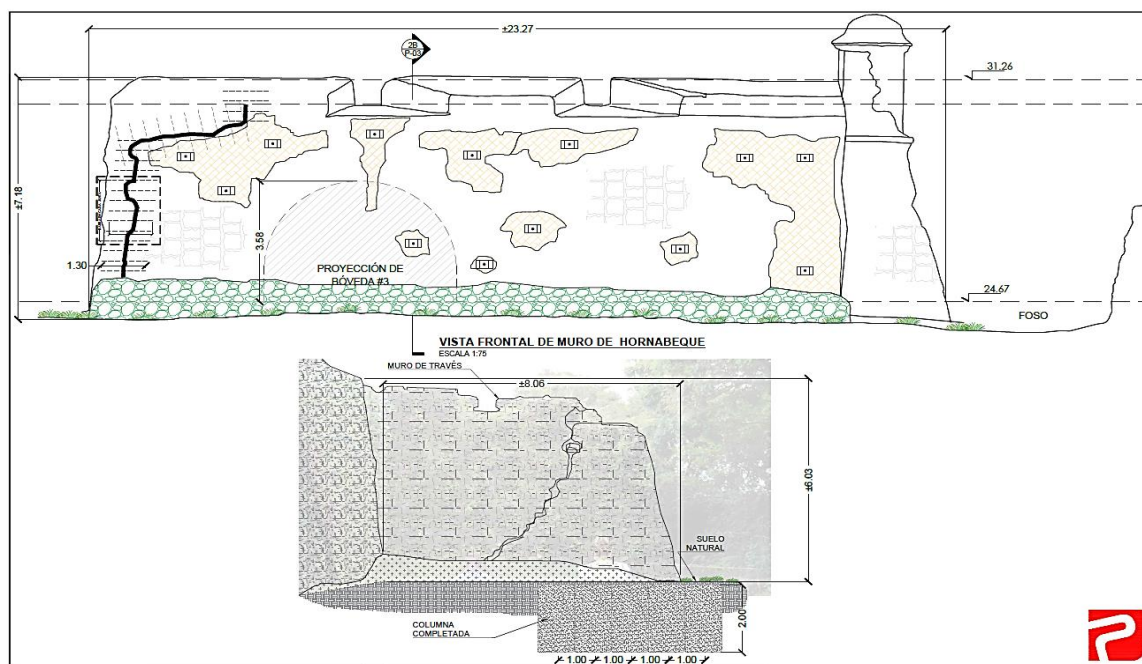 ±23.27
2B
P-03
31.26
±7.18
3.58
1.30
PROYECCIÓN DE
BÓVEDA #3
24.67
FOSO
VISTA FRONTAL DE MURO DE HORNABEQUE
ESCALA 1:75
MURO DE TRAVÉS
±8.06
±6.03
SUELO
NATURAL
COLUMNA
COMPLETADA
2.00
1.00 1.00 1.00 1.00